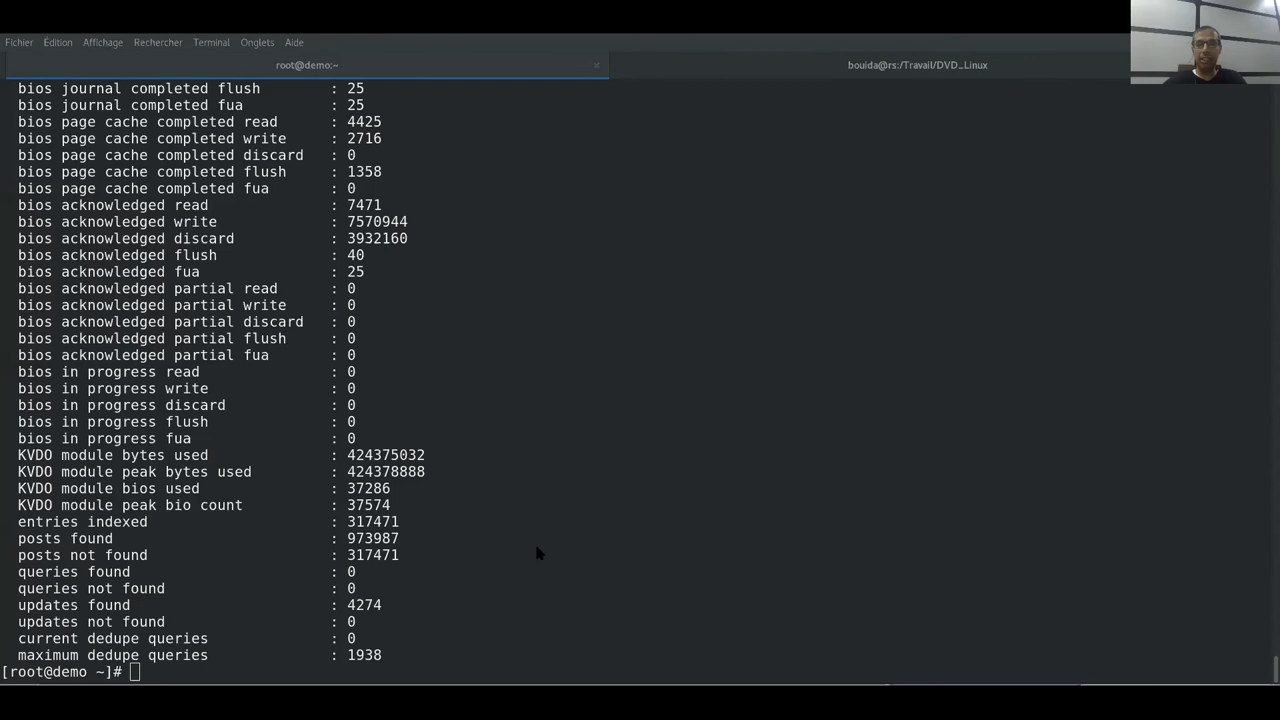 Fichier Édition Affichage Rechercher Terminal Onglets Aide
root@demo:~ × bouida@rs:/Travail/DVD_Linux
bios journal completed flush : 25
bios journal completed fua : 25
bios page cache completed read : 4425
bios page cache completed write : 2716
bios page cache completed discard : 0
bios page cache completed flush : 1358
bios page cache completed fua : 0
bios acknowledged read : 7471
bios acknowledged write : 7570944
bios acknowledged discard : 3932160
bios acknowledged flush : 40
bios acknowledged fua : 25
bios acknowledged partial read : 0
bios acknowledged partial write : 0
bios acknowledged partial discard : 0
bios acknowledged partial flush : 0
bios acknowledged partial fua : 0
bios in progress read : 0
bios in progress write : 0
bios in progress discard : 0
bios in progress flush : 0
bios in progress fua : 0
KVDO module bytes used : 424375032
KVDO module peak bytes used : 424378888
KVDO module bios used : 37286
KVDO module peak bio count : 37574
entries indexed : 317471
posts found : 973987
posts not found : 317471
queries found : 0
queries not found : 0
updates found : 4274
updates not found : 0
current dedupe queries : 0
maximum dedupe queries : 1938
[root@demo ~]#